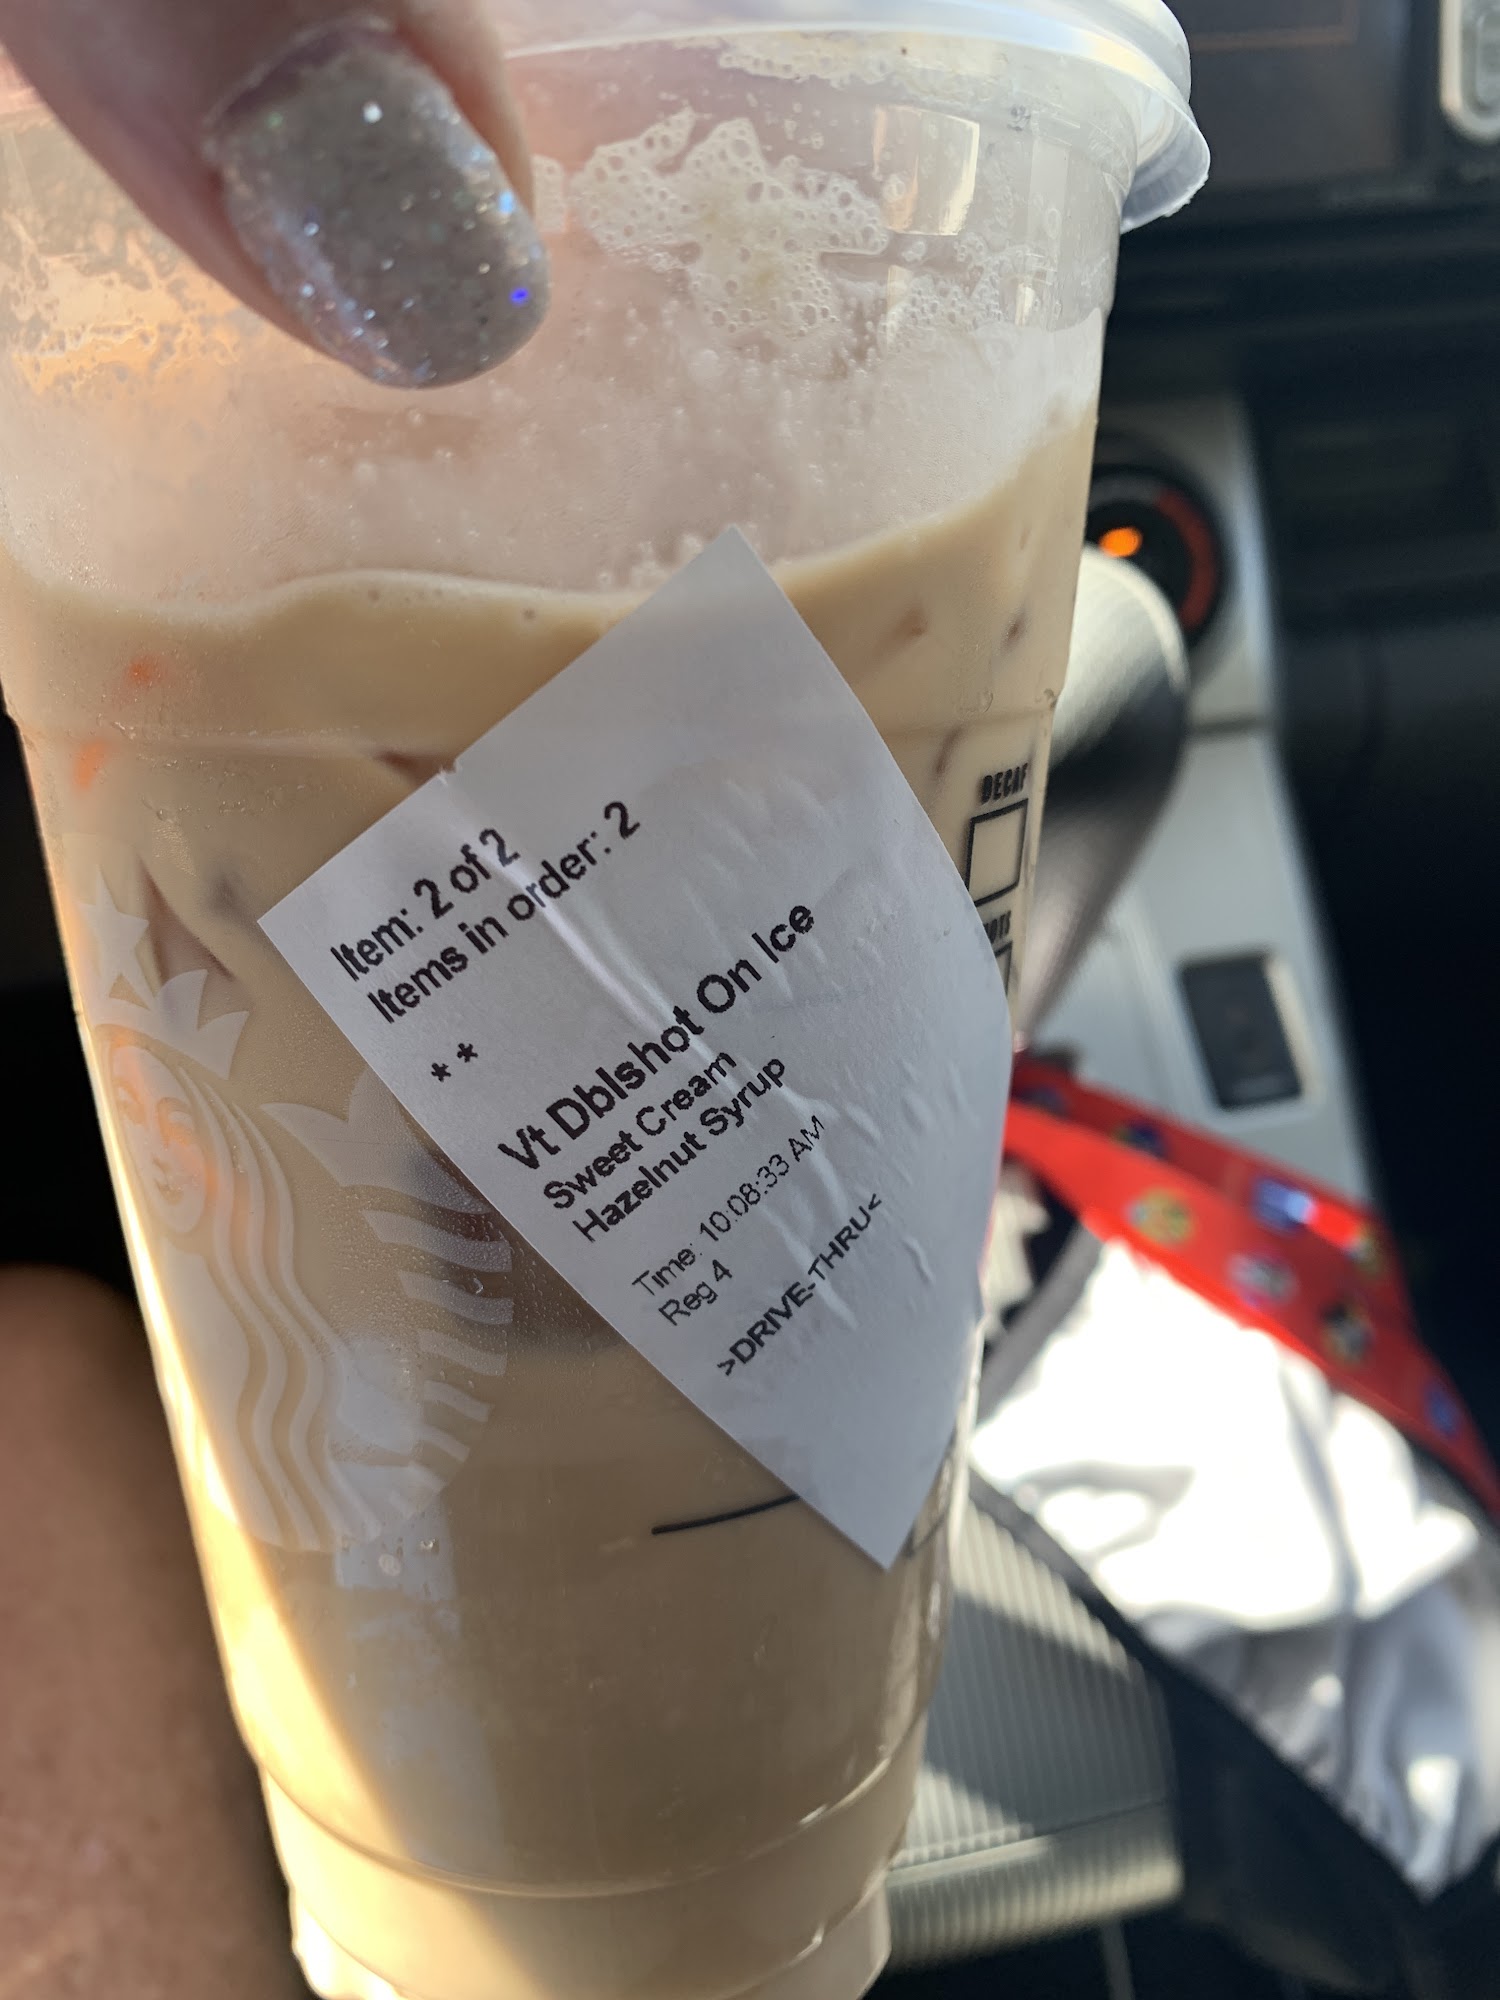 Item: 2 of 2
Items in order: 2
**
Vt Dblshot On Ice
Sweet Cream
Hazelnut Syrup
Time: 10:08:33 AM
Reg 4
>DRIVE-THRU<
DECAF